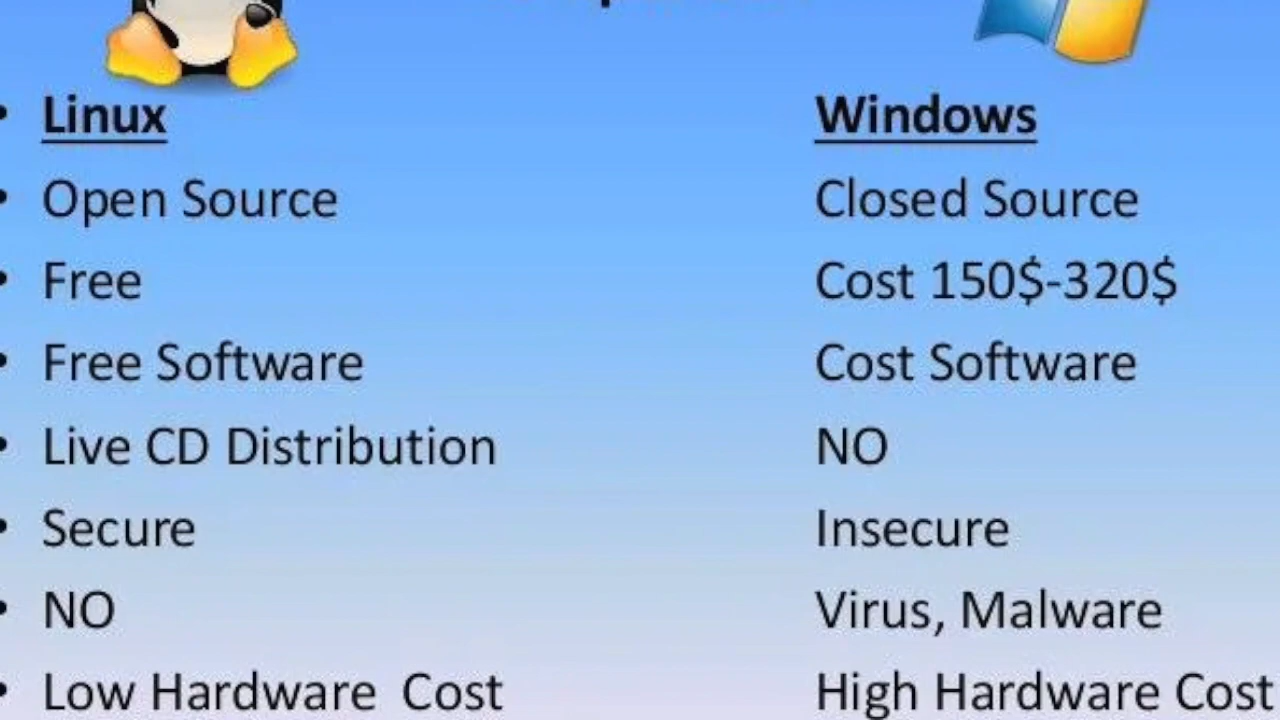 • Linux Windows
• Open Source Closed Source
• Free Cost 150$-320$
• Free Software Cost Software
• Live CD Distribution NO
• Secure Insecure
• NO Virus, Malware
• Low Hardware Cost High Hardware Cost